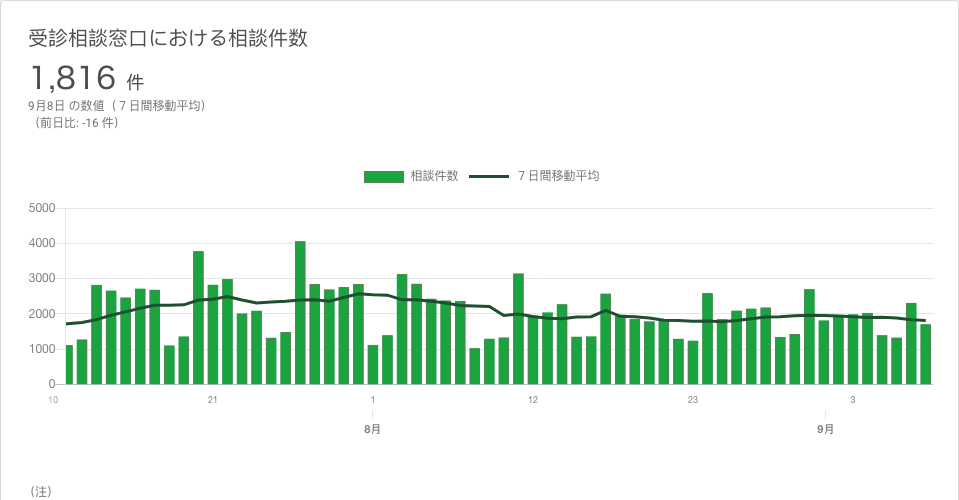 受診相談窓口における相談件数
1,816 件
9月8日 の数値（７日間移動平均）
（前日比: -16 件）
相談件数 ７日間移動平均
5000
4000
3000
2000
1000
0
10 21 1 12 23 3
8月 9月
（注）